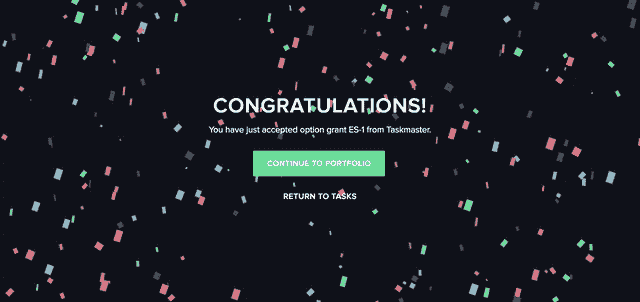 CONGRATULATIONS!
You have just accepted option grant ES-1 from Taskmaster.
CONTINUE TO PORTFOLIO
RETURN TO TASKS